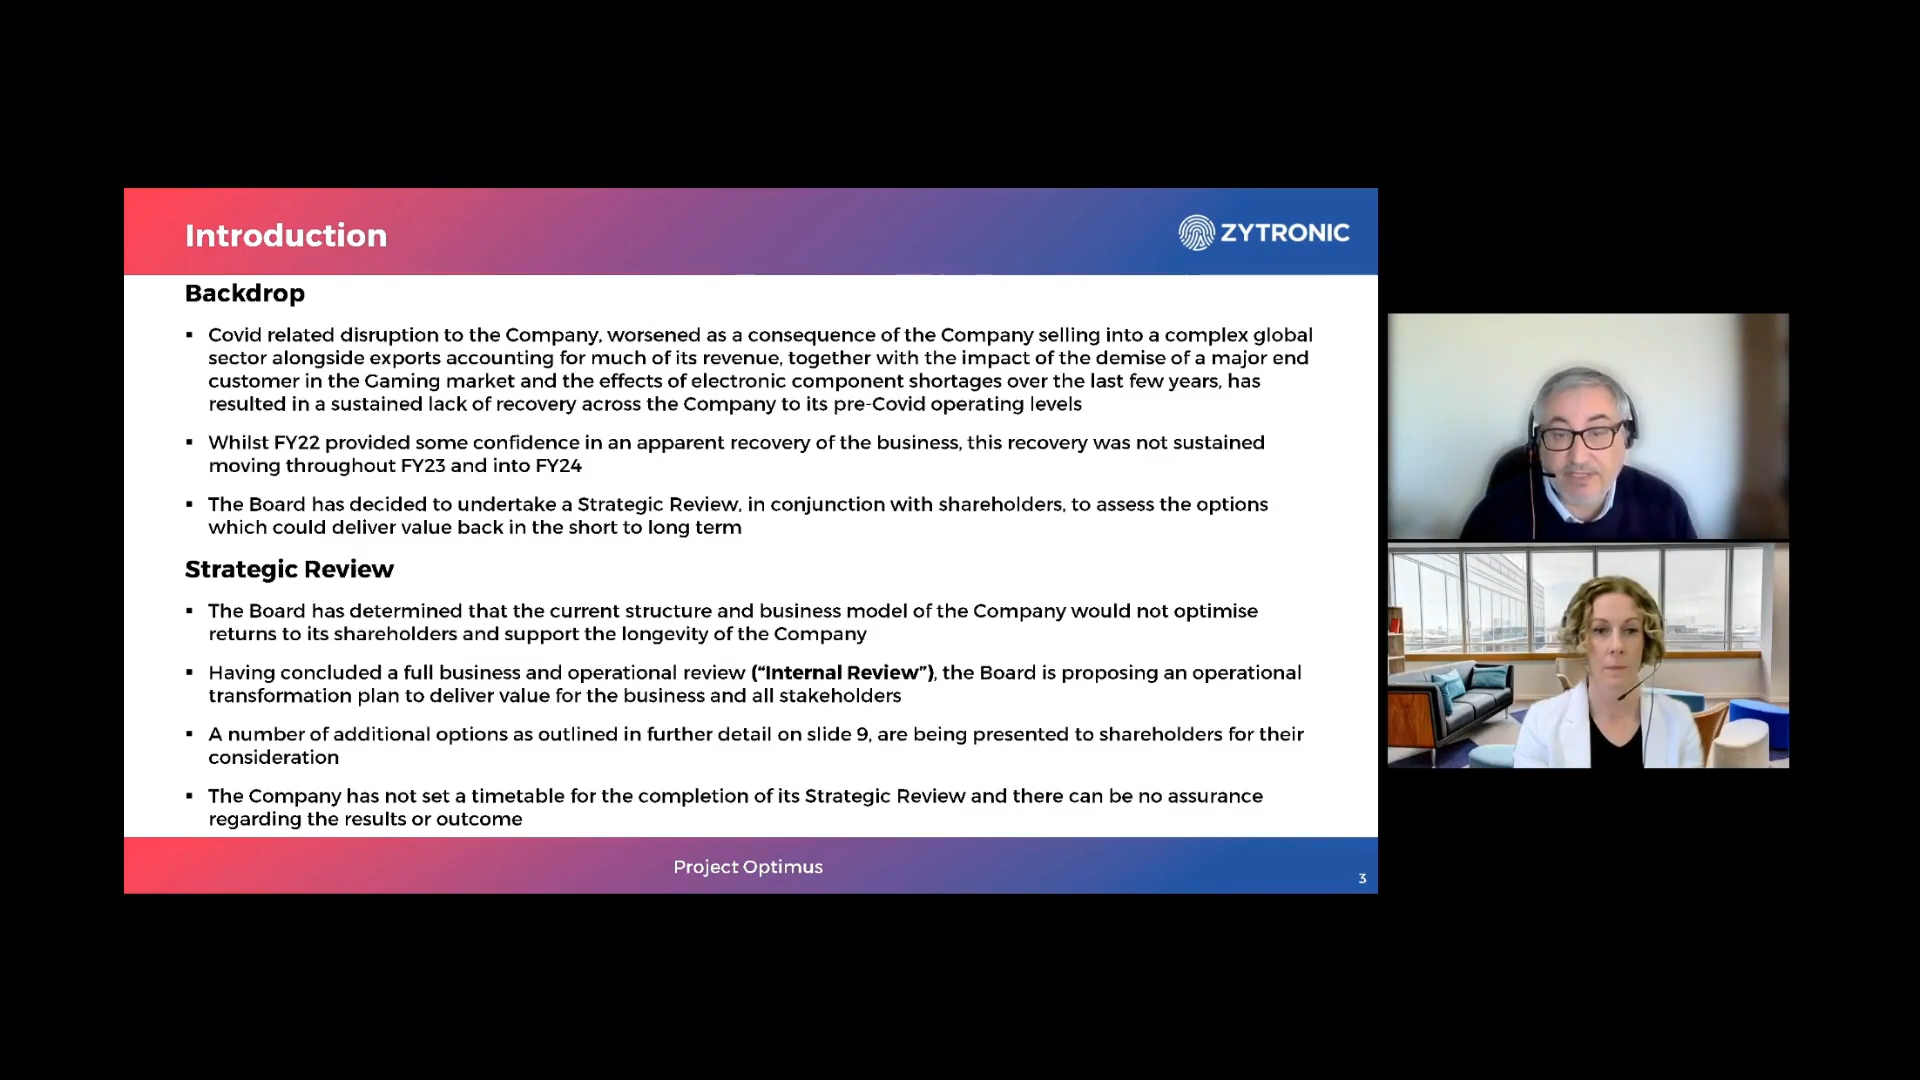 Introduction
ZYTRONIC
Backdrop
▪ Covid related disruption to the Company, worsened as a consequence of the Company selling into a complex global
sector alongside exports accounting for much of its revenue, together with the impact of the demise of a major end
customer in the Gaming market and the effects of electronic component shortages over the last few years, has
resulted in a sustained lack of recovery across the Company to its pre-Covid operating levels
▪ Whilst FY22 provided some confidence in an apparent recovery of the business, this recovery was not sustained
moving throughout FY23 and into FY24
▪ The Board has decided to undertake a Strategic Review, in conjunction with shareholders, to assess the options
which could deliver value back in the short to long term
Strategic Review
▪ The Board has determined that the current structure and business model of the Company would not optimise
returns to its shareholders and support the longevity of the Company
▪ Having concluded a full business and operational review (“Internal Review”), the Board is proposing an operational
transformation plan to deliver value for the business and all stakeholders
▪ A number of additional options as outlined in further detail on slide 9, are being presented to shareholders for their
consideration
▪ The Company has not set a timetable for the completion of its Strategic Review and there can be no assurance
regarding the results or outcome
Project Optimus
3